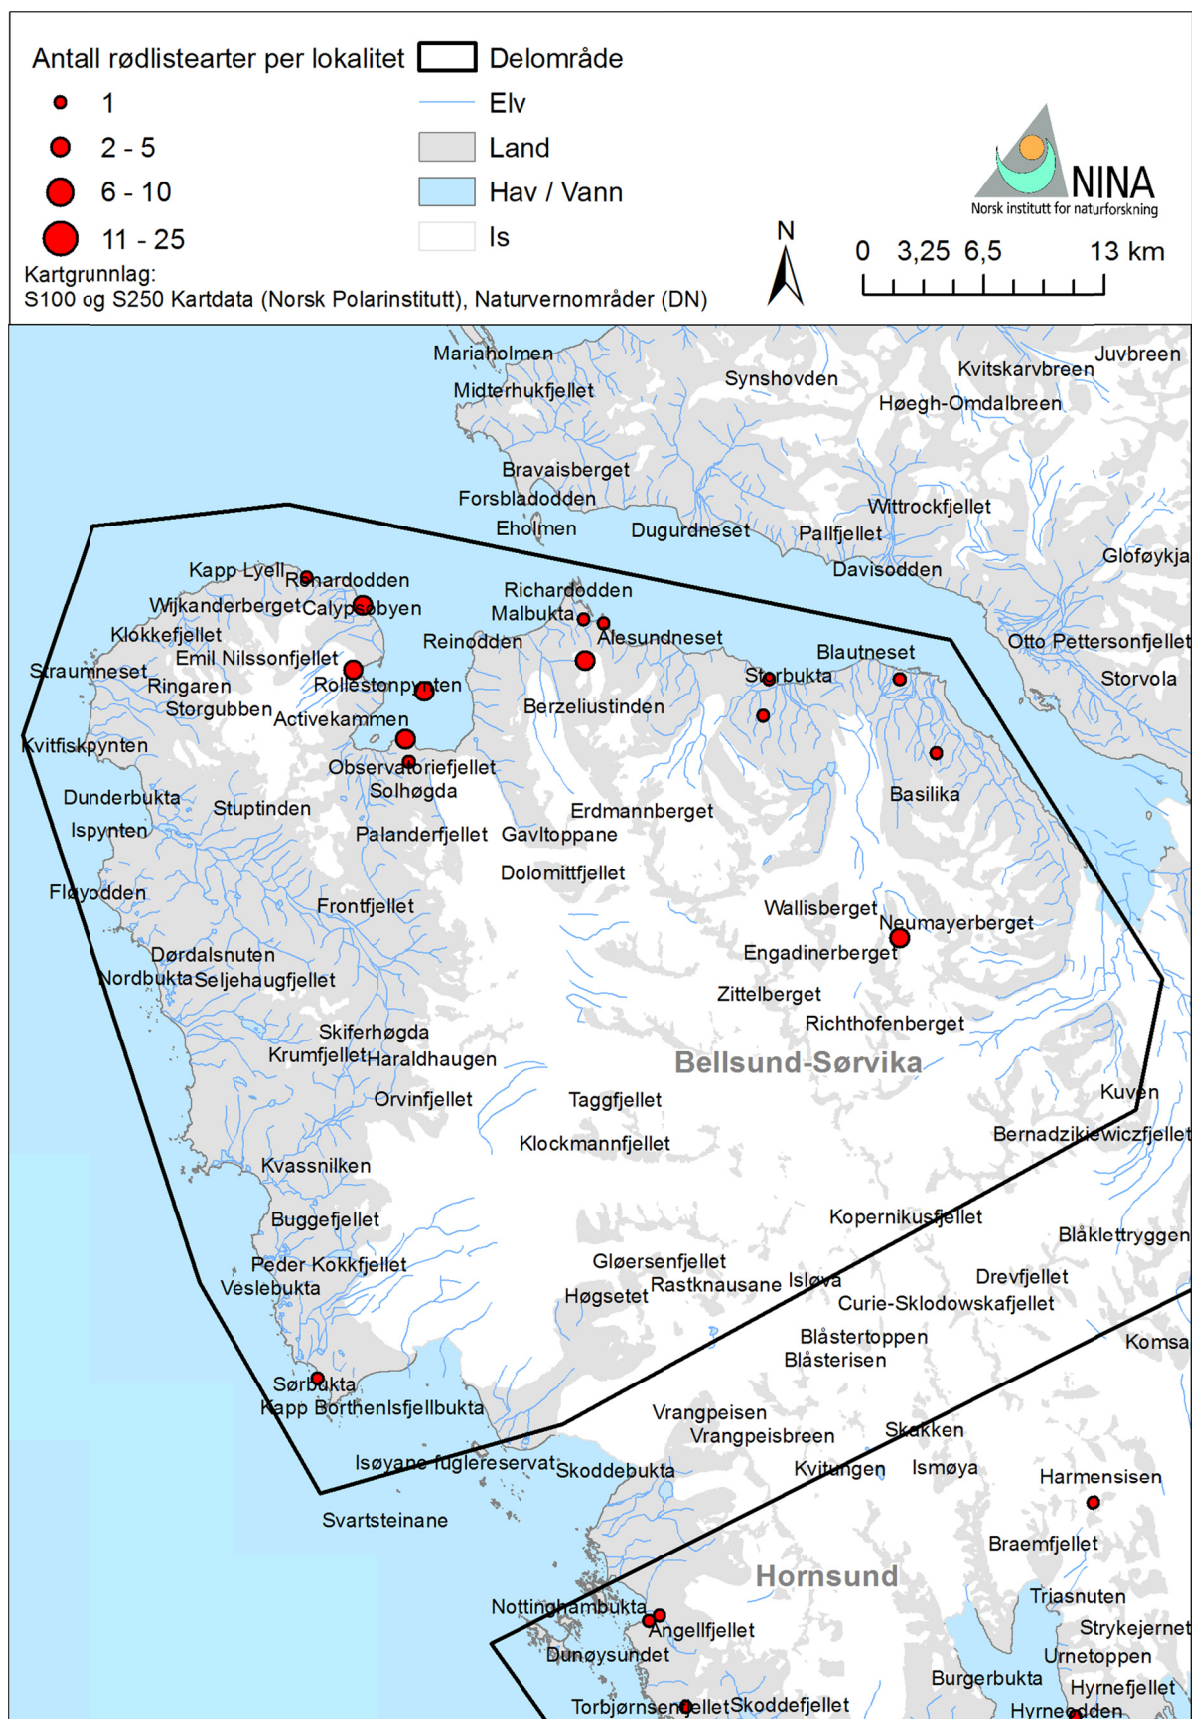 Antall rødlistearter per lokalitet
1
2 - 5
6 - 10
11 - 25
Delområde
Elv
Land
Hav / Vann
Is
Kartgrunnlag:
S100 og S250 Kartdata (Norsk Polarinstitutt), Naturvernområder (DN)
NINA
Norsk institutt for naturforskning
N
0 3,25 6,5 13 km
Mariaholmen
Juvbreen
Kvitskarvbreen
Synshovden
Midterhukfjellet
Høegh-Omdalbreen
Bravaisberget
Forsbladodden
Wittrockfjellet
Eholmen
Dugurdneset
Pallfjellet
Gloføykja
Kapp Lyell
Renardodden
Davisodden
Richardodden
Wijkanderberget
Calypsobyen
Malbukta
Klokkefjellet
Reinodden
Ålesundneset
Otto Pettersonfjellet
Blautneset
Emil Nilssonfjellet
Straumneset
Storbukta
Storvola
Ringaren
Rollestonpynten
Storgubben
Berzeliustinden
Activekammen
Kvitfiskpynten
Observatoriefjellet
Solhøgda
Dunderbukta
Basilika
Stuptinden
Erdmannberget
Ispynten
Palanderfjellet
Gavltoppane
Dolomittfjellet
Fløyodden
Frontfjellet
Wallisberget
Neumayerberget
Dørdalsnuten
Engadinerberget
Nordbukta
Seljehaugfjellet
Zittelberget
Richthofenberget
Skiferhøgda
Krumfjellet
Haraldhaugen
Bellsund-Sørvika
Orvinfjellet
Taggfjellet
Kuven
Klockmannfjellet
Bernadzikiewiczfjellet
Kvassnilken
Buggefjellet
Kopernikusfjellet
Blåklettryggen
Peder Kokkfjellet
Gløersenfjellet
Veslebukta
Rastknausane
Isløva
Drevfjellet
Høgsetet
Curie-Sklodowskafjellet
Blåstertoppen
Komsa
Blåsterisen
Sørbukta
Kapp Borthen
Isfjellbukta
Vrangpeisen
Vrangpeisbreen
Skakken
Isøyane fuglereservat
Skoddebukta
Kvitungen
Ismøya
Harmensisen
Svartsteinane
Braemfjellet
Hornsund
Triasnuten
Nottinghambukta
Angellfjellet
Strykejernet
Dunøysundet
Urnetoppen
Burgerbukta
Hyrnefjellet
Torbjørnsenfjellet
Skoddefjellet
Hyrneodden